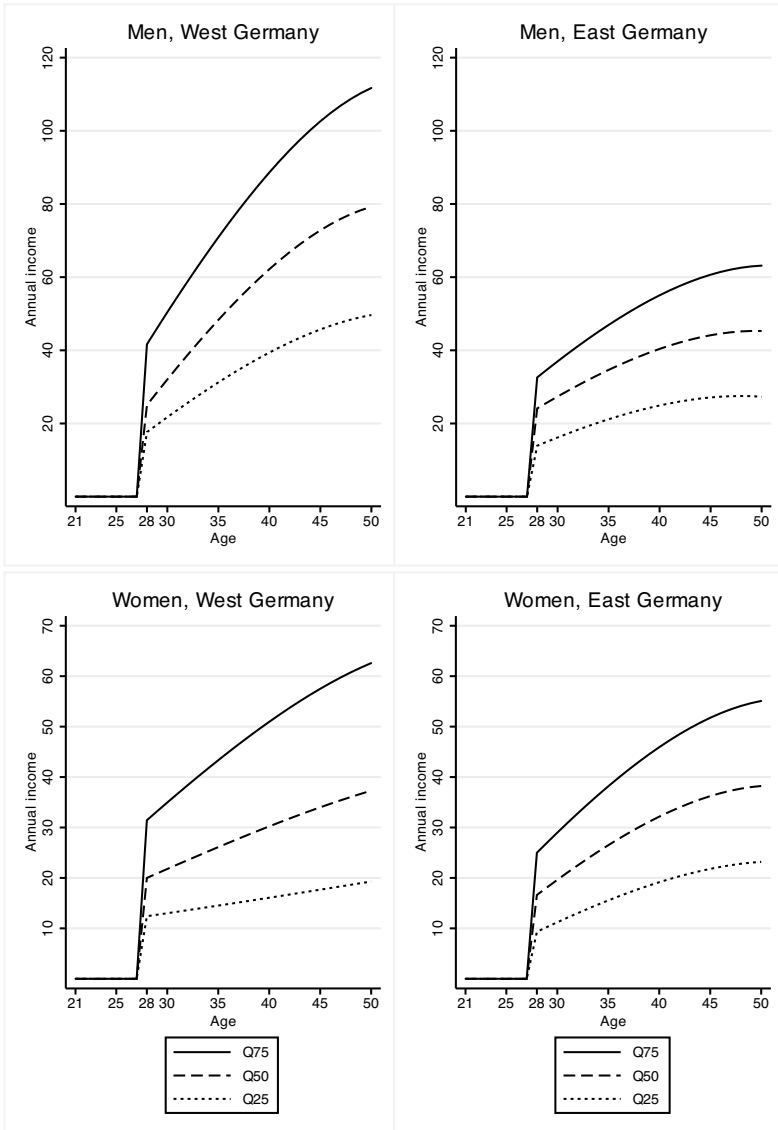 Men, West Germany
120
100
80
60
40
20
Annual income
21 25 28 30 35 40 45 50
Age
Men, East Germany
120
100
80
60
40
20
Annual income
21 25 28 30 35 40 45 50
Age
Women, West Germany
70
60
50
40
30
20
10
Annual income
21 25 28 30 35 40 45 50
Age
Q75
Q50
Q25
Women, East Germany
70
60
50
40
30
20
10
Annual income
21 25 28 30 35 40 45 50
Age
Q75
Q50
Q25